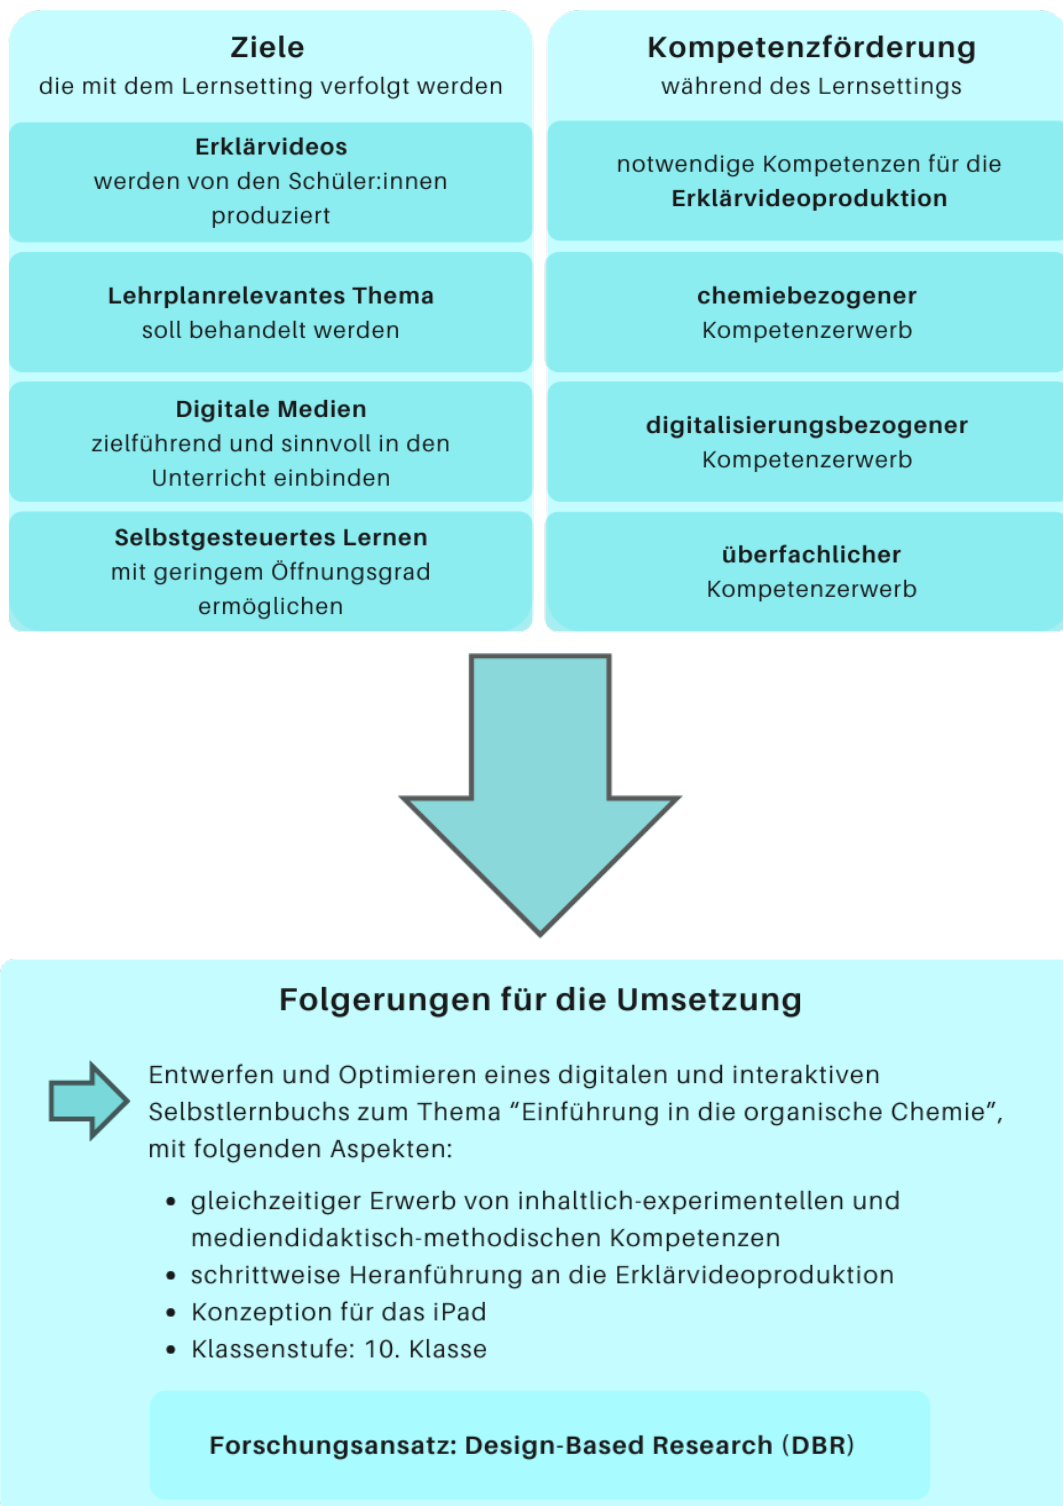 Ziele
die mit dem Lernsetting verfolgt werden
Erklärvideos
werden von den Schüler:innen
produziert
Lehrplanrelevantes Thema
soll behandelt werden
Digitale Medien
zielführend und sinnvoll in den
Unterricht einbinden
Selbstgesteuertes Lernen
mit geringem Öffnungsgrad
ermöglichen
Kompetenzförderung
während des Lernsettings
notwendige Kompetenzen für die
Erklärvideoproduktion
chemiebezogener
Kompetenzerwerb
digitalisierungsbezogener
Kompetenzerwerb
überfachlicher
Kompetenzerwerb
Folgerungen für die Umsetzung
Entwerfen und Optimieren eines digitalen und interaktiven
Selbstlernbuchs zum Thema “Einführung in die organische Chemie”,
mit folgenden Aspekten:
• gleichzeitiger Erwerb von inhaltlich-experimentellen und
mediendidaktisch-methodischen Kompetenzen
• schrittweise Heranführung an die Erklärvideoproduktion
• Konzeption für das iPad
• Klassenstufe: 10. Klasse
Forschungsansatz: Design-Based Research (DBR)